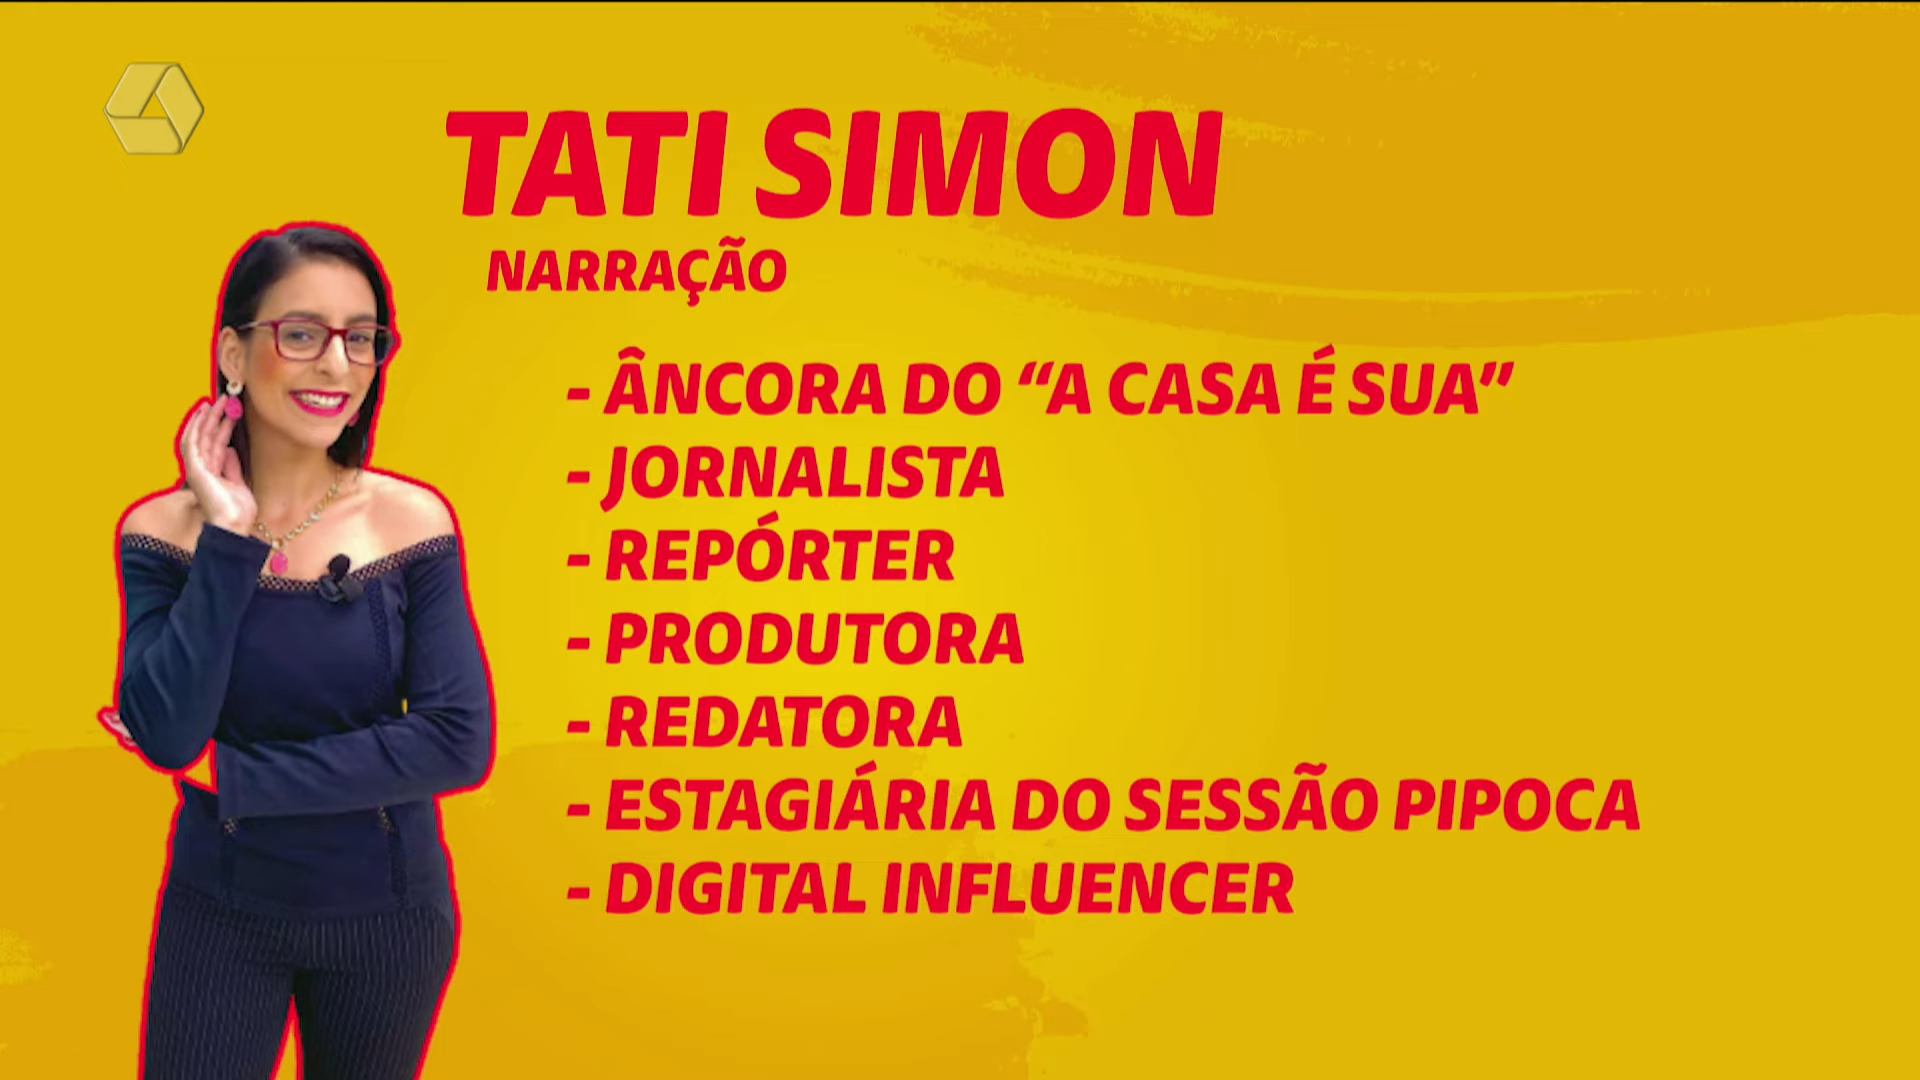 TATI SIMON
NARRAÇÃO
- ÂNCORA DO “A CASA É SUA”
- JORNALISTA
- REPÓRTER
- PRODUTORA
- REDATORA
- ESTAGIÁRIA DO SESSÃO PIPOCA
- DIGITAL INFLUENCER